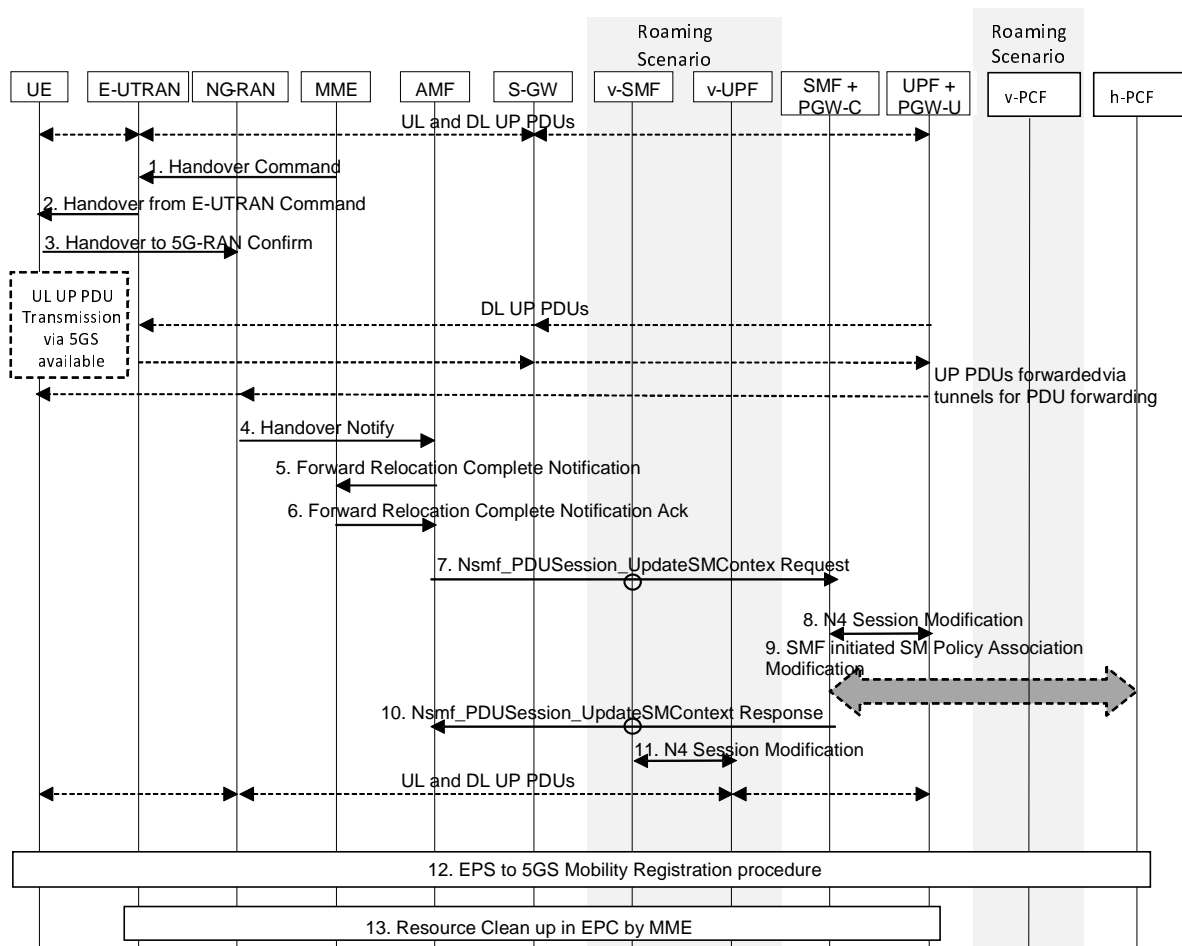 Roaming
Scenario
Roaming
Scenario
UE
E-UTRAN
NG-RAN
MME
AMF
S-GW
v-SMF
v-UPF
SMF +
PGW-C
UPF +
PGW-U
v-PCF
h-PCF
UL and DL UP PDUs
1. Handover Command
2. Handover from E-UTRAN Command
3. Handover to 5G-RAN Confirm
UL UP PDU
Transmission
via 5GS
available
DL UP PDUs
UP PDUs forwardedvia
tunnels for PDU forwarding
4. Handover Notify
5. Forward Relocation Complete Notification
6. Forward Relocation Complete Notification Ack
7. Nsmf_PDUSession_UpdateSMContex Request
8. N4 Session Modification
9. SMF initiated SM Policy Association
Modification
10. Nsmf_PDUSession_UpdateSMContext Response
11. N4 Session Modification
UL and DL UP PDUs
12. EPS to 5GS Mobility Registration procedure
13. Resource Clean up in EPC by MME